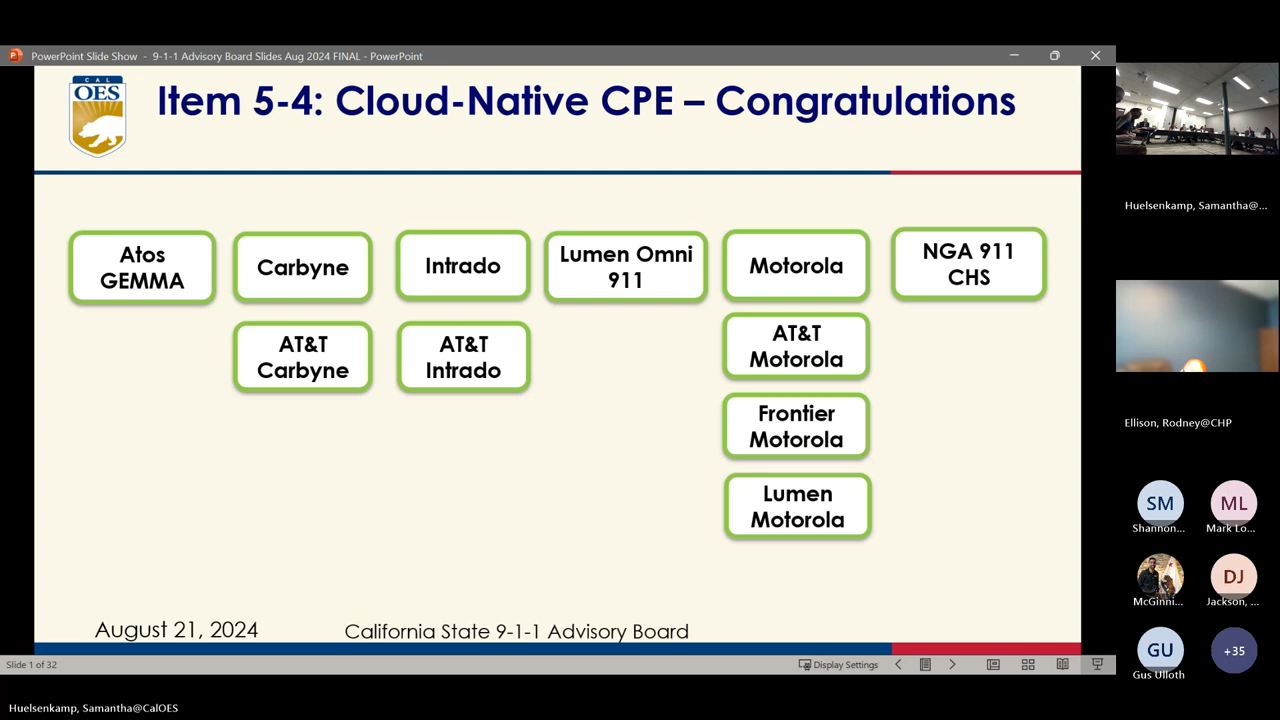 PowerPoint Slide Show - 9-1-1 Advisory Board Slides Aug 2024 FINAL - PowerPoint
CAL
OES
Item 5-4: Cloud-Native CPE – Congratulations
Atos
GEMMA
Carbyne
Intrado
Lumen Omni
911
Motorola
NGA 911
CHS
AT&T
Carbyne
AT&T
Intrado
AT&T
Motorola
Frontier
Motorola
Lumen
Motorola
August 21, 2024
California State 9-1-1 Advisory Board
Slide 1 of 32
Display Settings
Huelsenkamp, Samantha@...
Ellison, Rodney@CHP
SM
Shannon...
ML
Mark Lo...
McGinni...
DJ
Jackson, ...
GU
Gus Ulloth
+35
Huelsenkamp, Samantha@CalOES